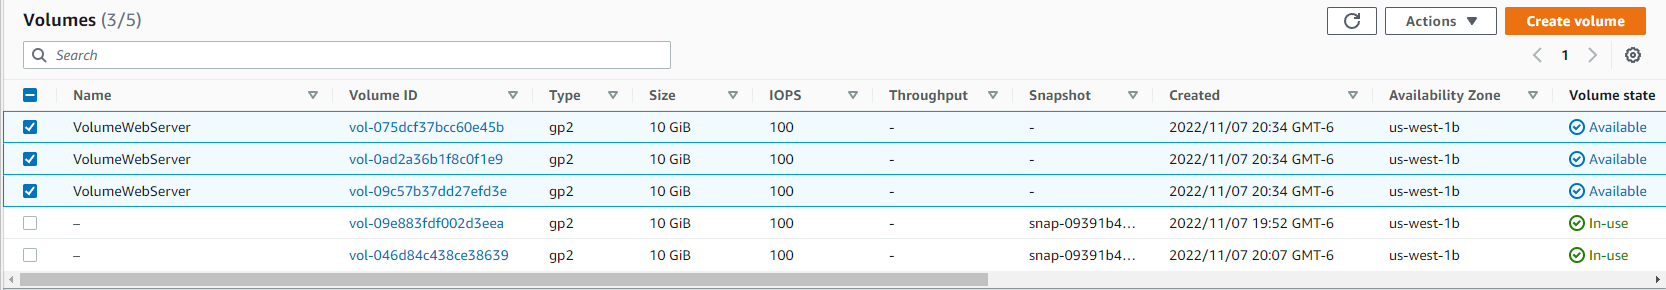 Volumes (3/5) Actions Create volume
Search 1
Name Volume ID Type Size IOPS Throughput Snapshot Created Availability Zone Volume state
VolumeWebServer vol-075dcf37bcc60e45b gp2 10 GiB 100 - - 2022/11/07 20:34 GMT-6 us-west-1b Available
VolumeWebServer vol-0ad2a36b1f8c0f1e9 gp2 10 GiB 100 - - 2022/11/07 20:34 GMT-6 us-west-1b Available
VolumeWebServer vol-09c57b37dd27efd3e gp2 10 GiB 100 - - 2022/11/07 20:34 GMT-6 us-west-1b Available
– vol-09e883fdf002d3eea gp2 10 GiB 100 - snap-09391b4... 2022/11/07 19:52 GMT-6 us-west-1b In-use
– vol-046d84c438ce38639 gp2 10 GiB 100 - snap-09391b4... 2022/11/07 20:07 GMT-6 us-west-1b In-use